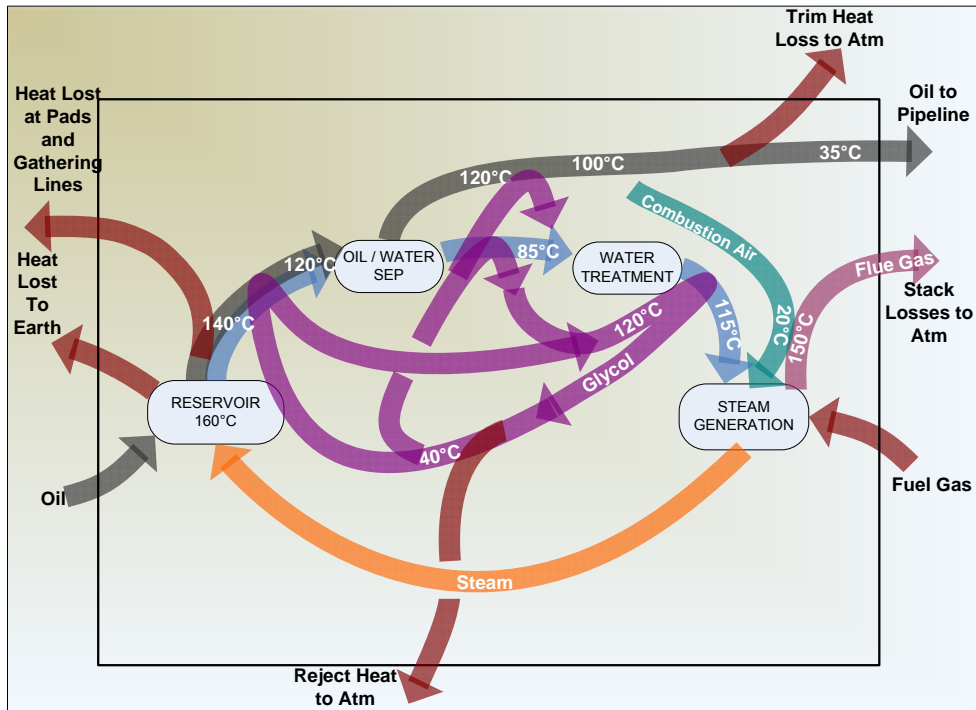 Trim Heat
Loss to Atm
Heat Lost
at Pads
and
Gathering
Lines
Oil to
Pipeline
120°C
100°C
35°C
Combustion Air
Heat
Lost
To
Earth
120°C
OIL / WATER
SEP
85°C
WATER
TREATMENT
Flue Gas
Stack
Losses to
Atm
140°C
120°C
115°C
20°C
150°C
Glycol
RESERVOIR
160°C
STEAM
GENERATION
40°C
Oil
Fuel Gas
Steam
Reject Heat
to Atm